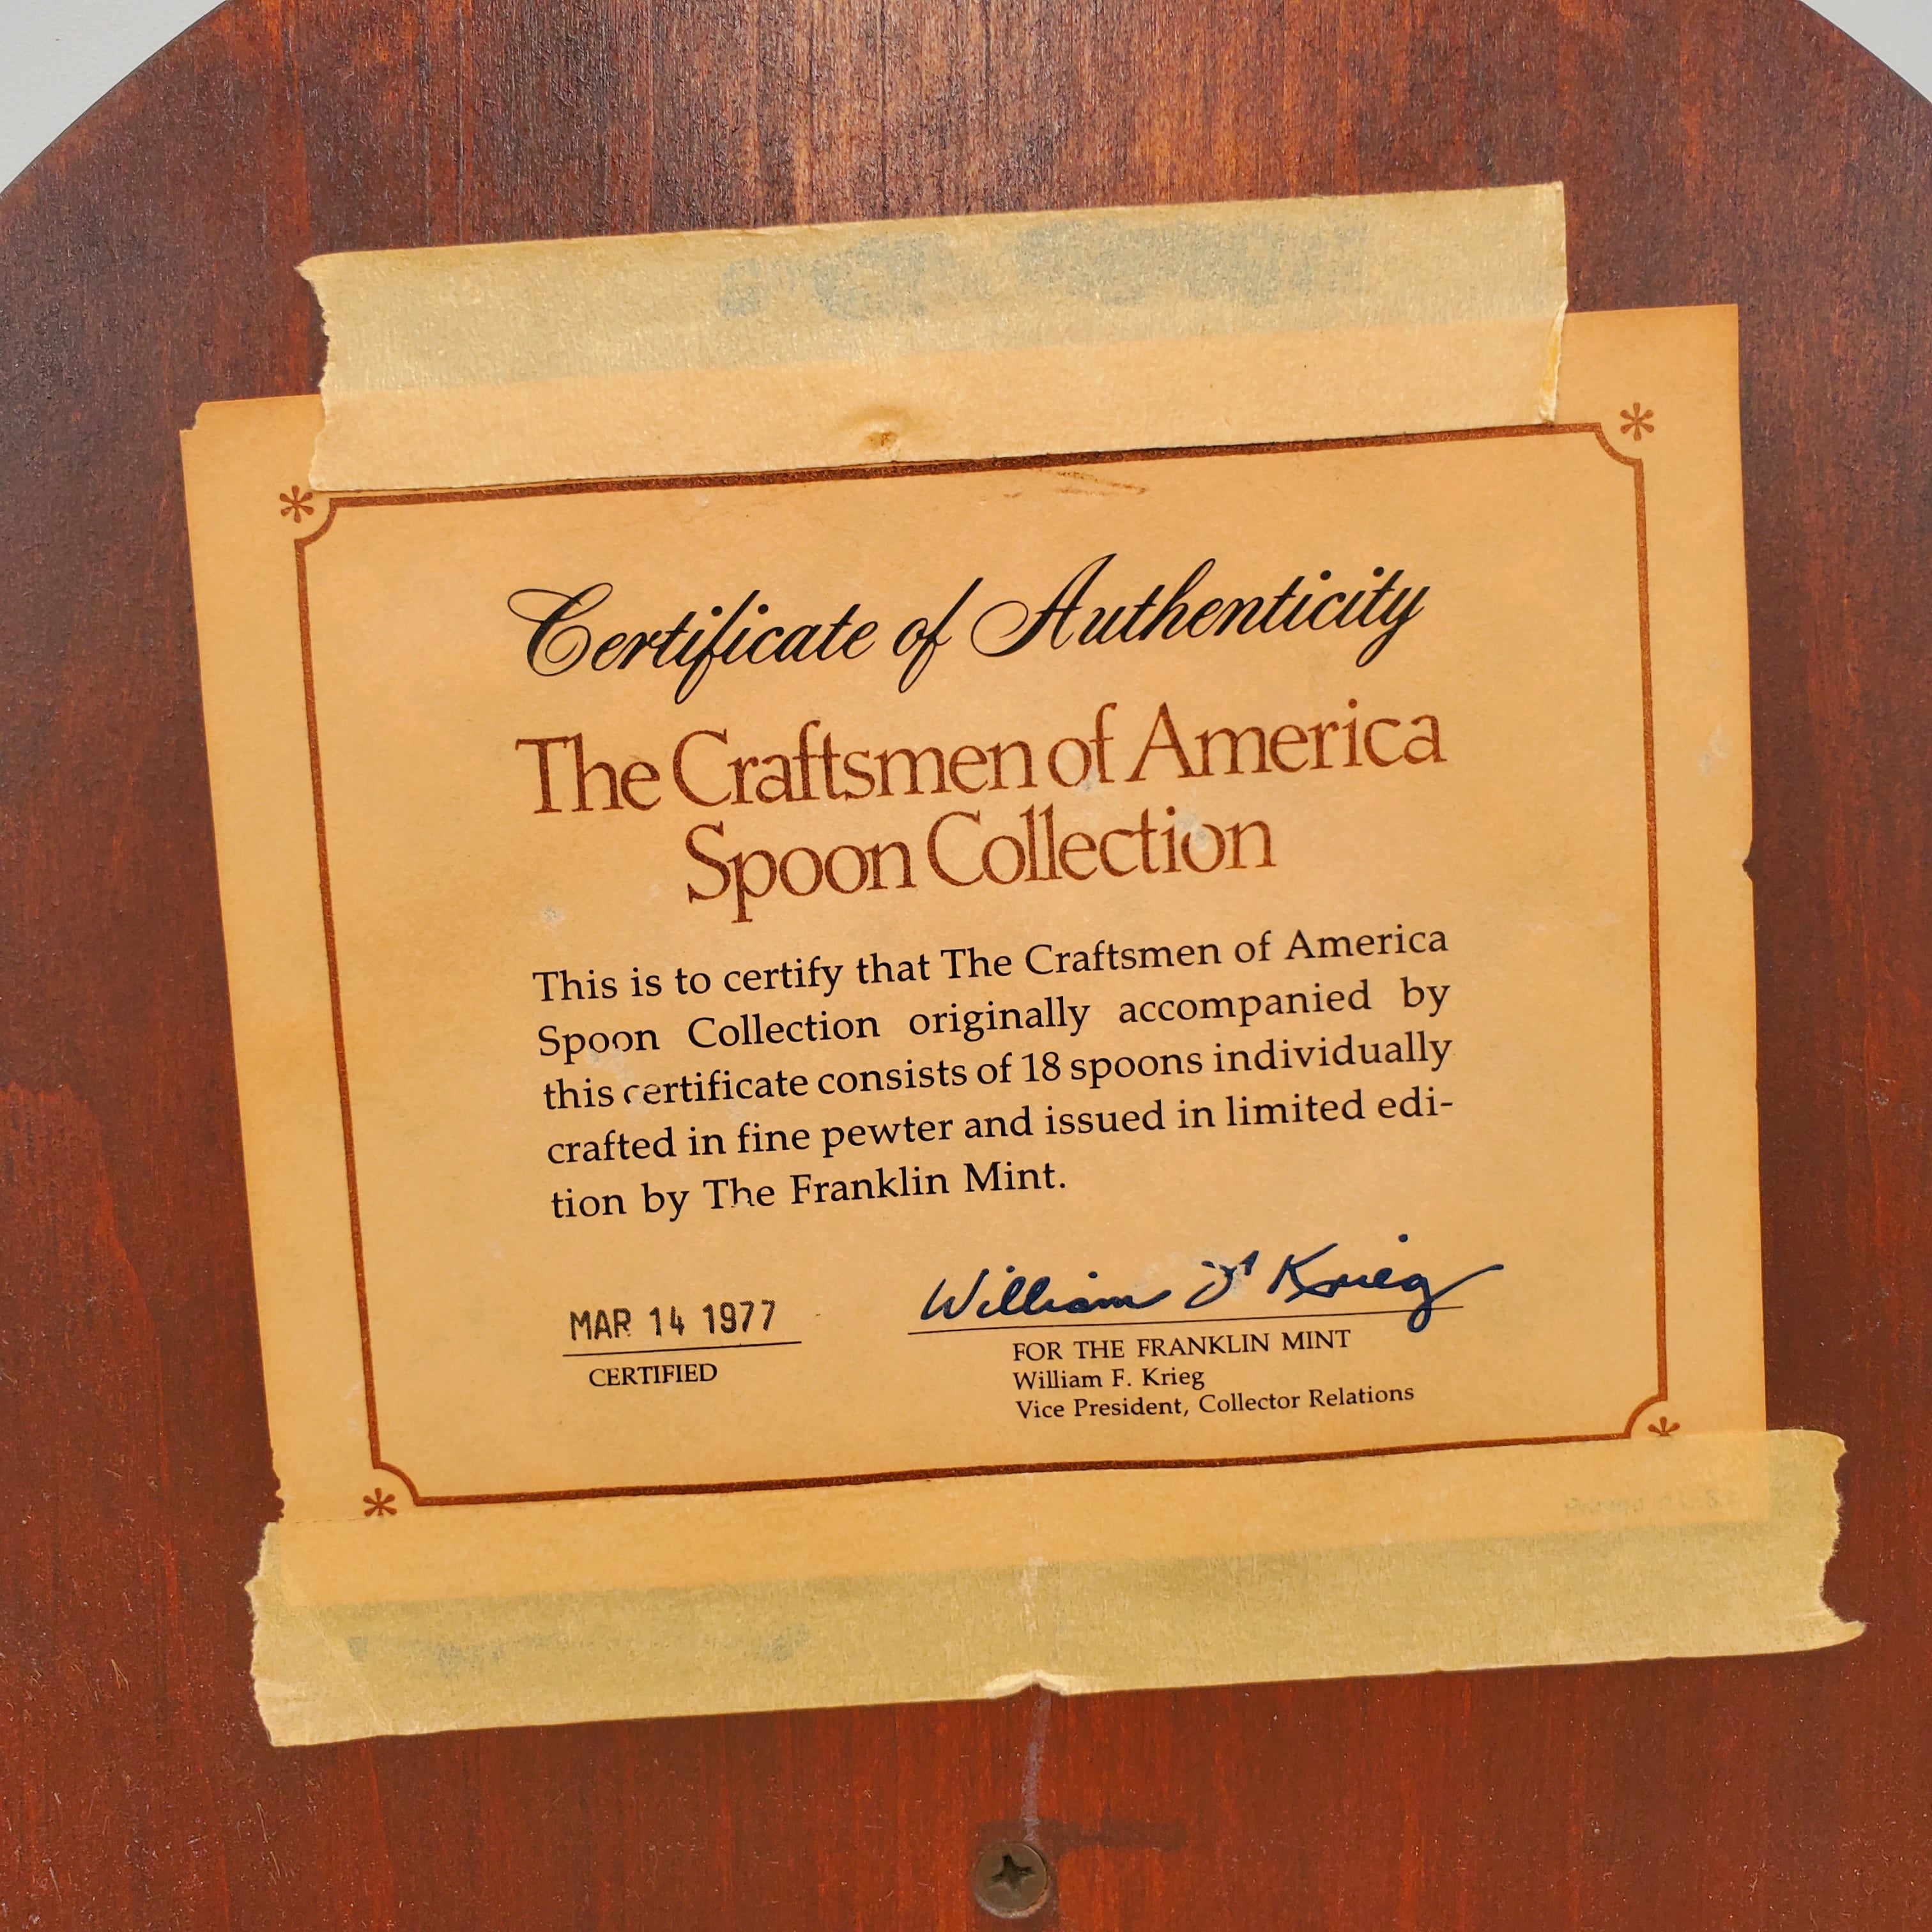 Certificate of Authenticity
The Craftsmen of America
Spoon Collection
This is to certify that The Craftsmen of America
Spoon Collection originally accompanied by
this certificate consists of 18 spoons individually
crafted in fine pewter and issued in limited edi-
tion by The Franklin Mint.
MAR 14 1977
CERTIFIED
William F Krieg
FOR THE FRANKLIN MINT
William F. Krieg
Vice President, Collector Relations